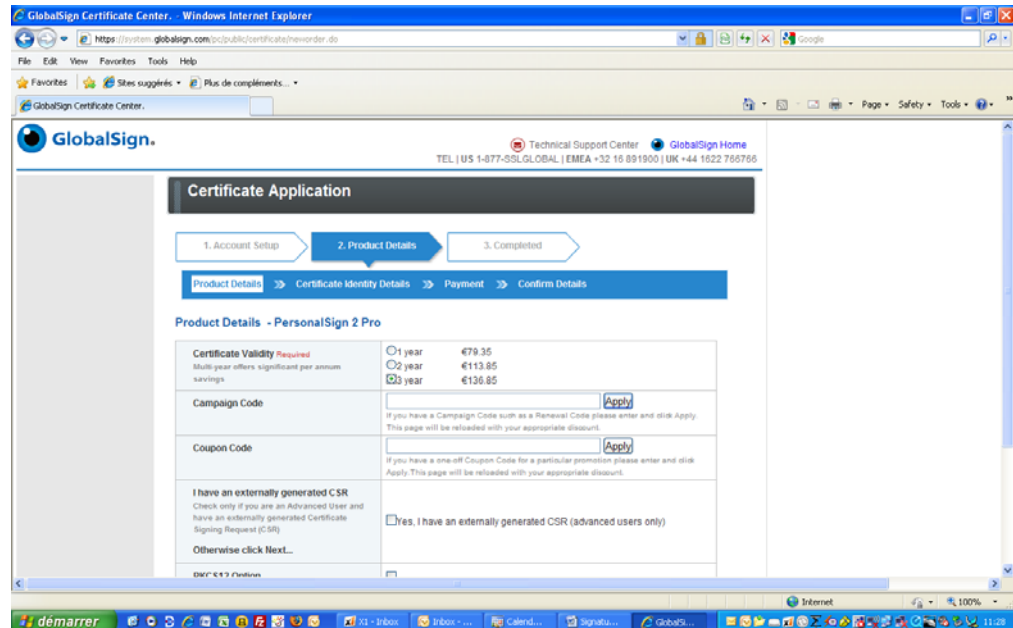 GlobalSign Certificate Center. - Windows Internet Explorer
https://system.globalsign.com/pc/public/certificate/neworder.do
Google
File Edit View Favorites Tools Help
Favorites Sites suggérés Plus de compléments...
GlobalSign Certificate Center.
Page Safety Tools
GlobalSign.
Technical Support Center GlobalSign Home
TEL | US 1-877-SSLGLOBAL | EMEA +32 16 891900 | UK +44 1622 766766
Certificate Application
1. Account Setup 2. Product Details 3. Completed
Product Details Certificate Identity Details Payment Confirm Details
Product Details - PersonalSign 2 Pro
Certificate Validity Required
Multi-year offers significant per annum
savings
1 year €79.35
2 year €113.85
3 year €136.85
Campaign Code
Apply
If you have a Campaign Code such as a Renewal Code please enter and click Apply.
This page will be reloaded with your appropriate discount.
Coupon Code
Apply
If you have a one-off Coupon Code for a particular promotion please enter and click
Apply.This page will be reloaded with your appropriate discount.
I have an externally generated CSR
Check only if you are an Advanced User and
have an externally generated Certificate
Signing Request (CSR)
Otherwise click Next...
Yes, I have an externally generated CSR (advanced users only)
PKCS12 Option
Internet 100%
démarrer X1 - Inbox Inbox - ... Calend... Signatu... GlobalSi... 11:28